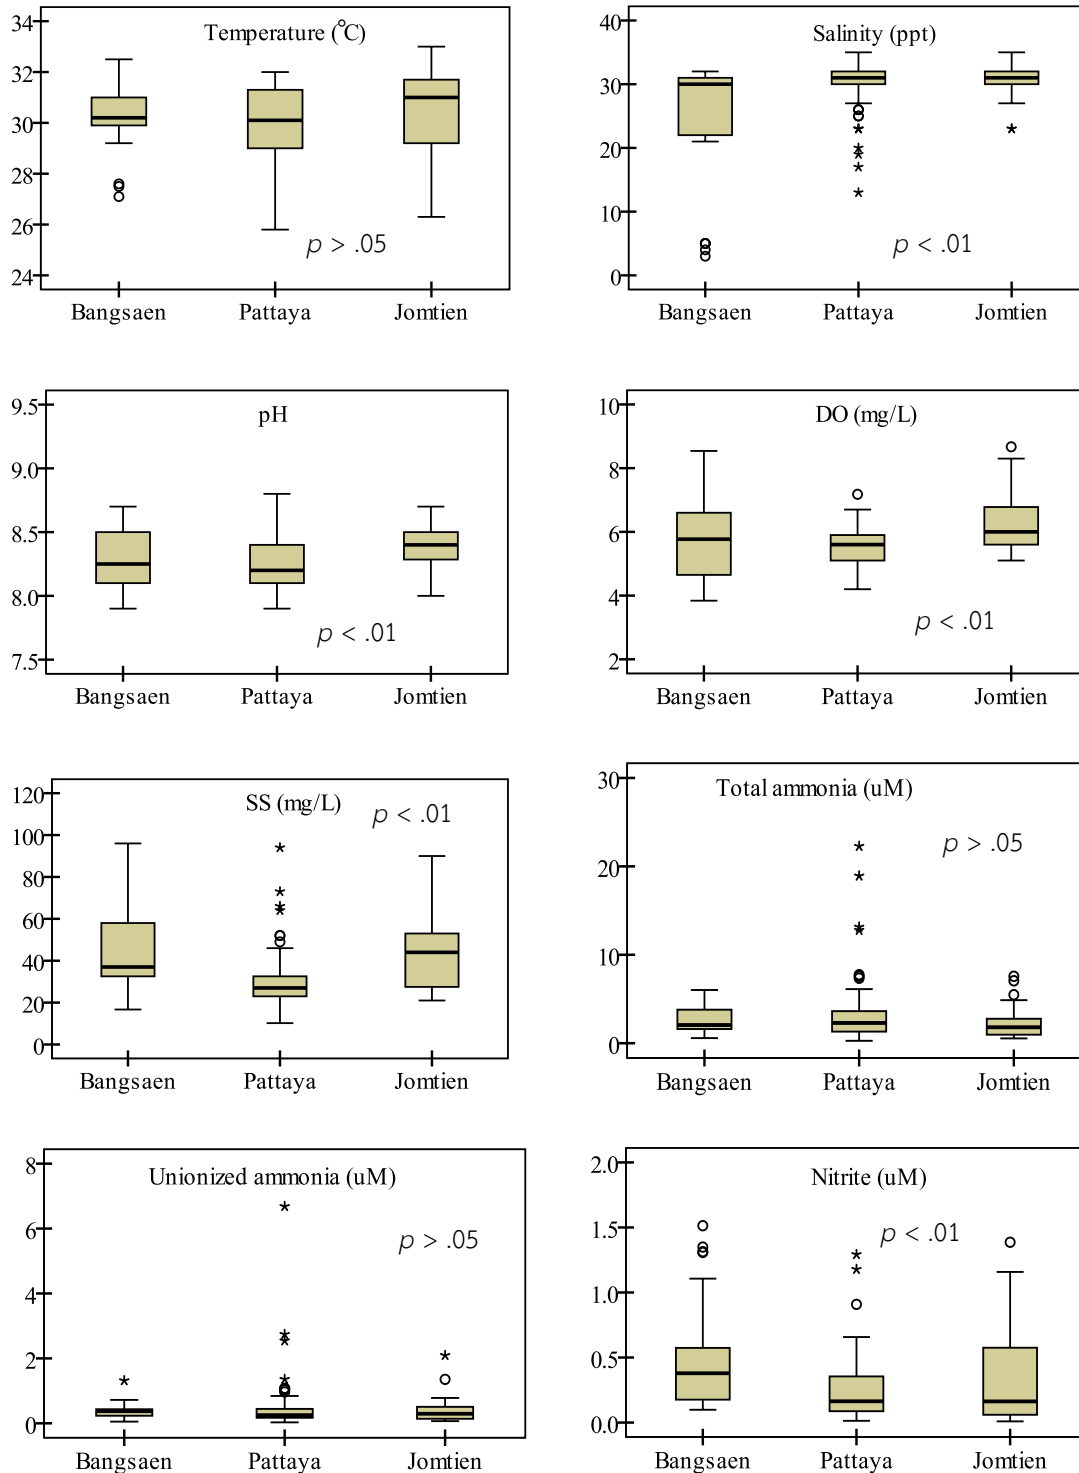 Temperature (°C)
34
32
30
28
26
24
p > .05
Bangsaen Pattaya Jomtien
Salinity (ppt)
40
30
20
10
0
p < .01
Bangsaen Pattaya Jomtien
pH
9.5
9.0
8.5
8.0
7.5
p < .01
Bangsaen Pattaya Jomtien
DO (mg/L)
10
8
6
4
2
p < .01
Bangsaen Pattaya Jomtien
SS (mg/L)
p < .01
120
100
80
60
40
20
0
Bangsaen Pattaya Jomtien
Total ammonia (uM)
30
20
10
0
p > .05
Bangsaen Pattaya Jomtien
Unionized ammonia (uM)
8
6
4
2
0
p > .05
Bangsaen Pattaya Jomtien
Nitrite (uM)
2.0
1.5
1.0
0.5
0.0
p < .01
Bangsaen Pattaya Jomtien